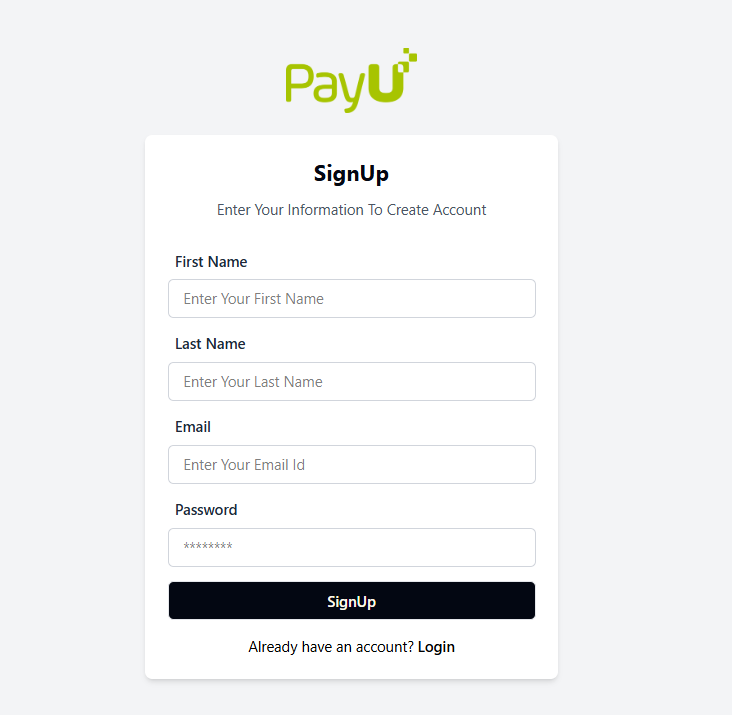 PayU
SignUp
Enter Your Information To Create Account
First Name
Enter Your First Name
Last Name
Enter Your Last Name
Email
Enter Your Email Id
Password
********
SignUp
Already have an account? Login